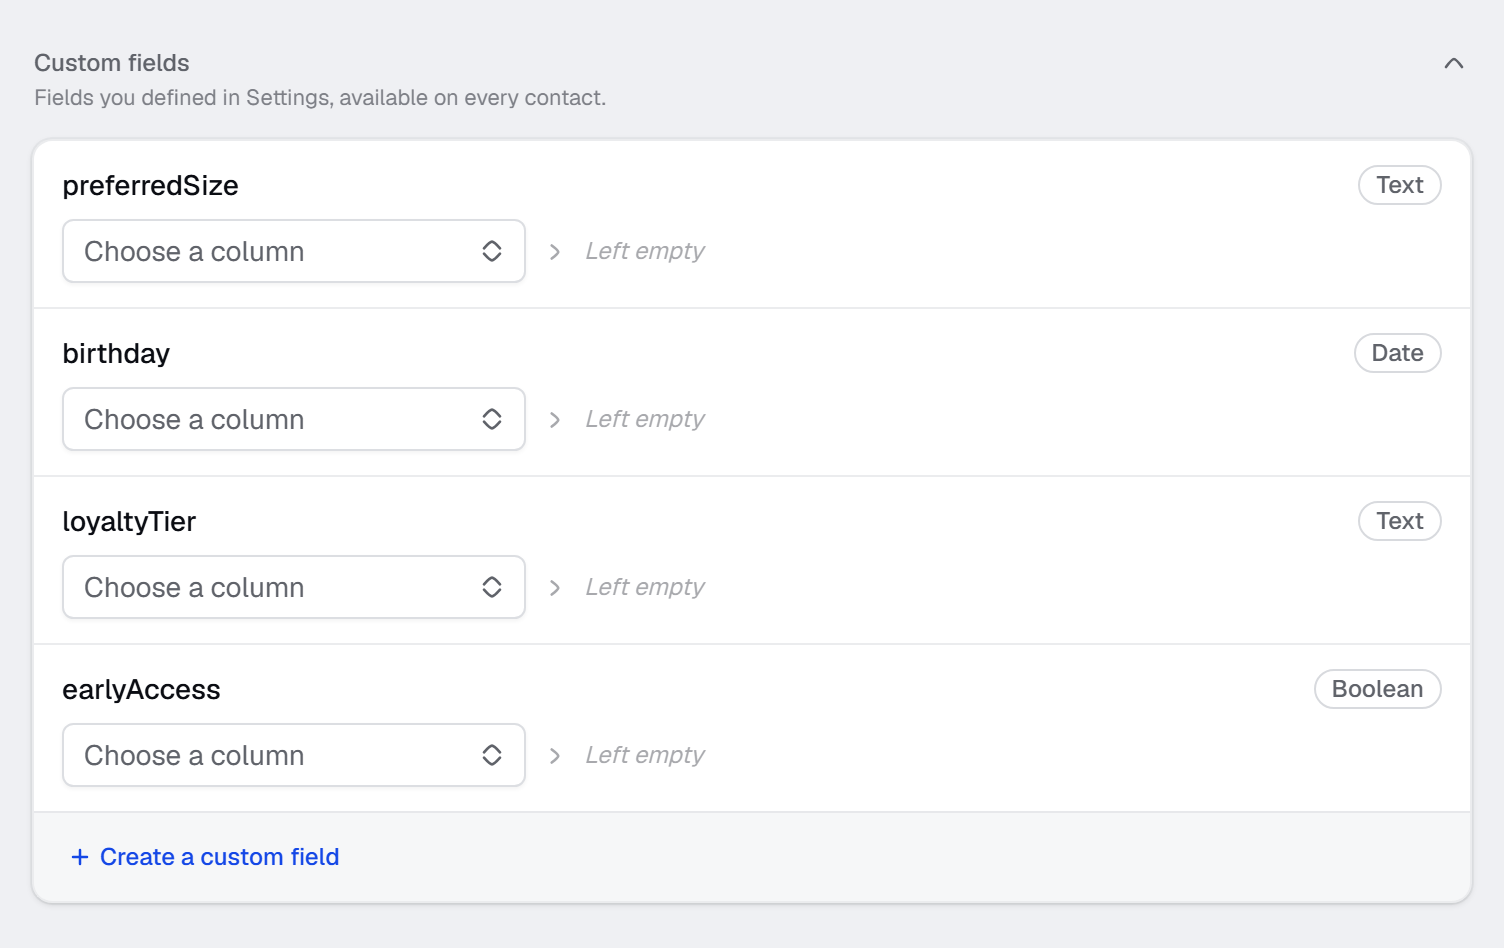 Custom fields
Fields you defined in Settings, available on every contact.
preferredSize
Text
Choose a column
Left empty
birthday
Date
Choose a column
Left empty
loyaltyTier
Text
Choose a column
Left empty
earlyAccess
Boolean
Choose a column
Left empty
+ Create a custom field